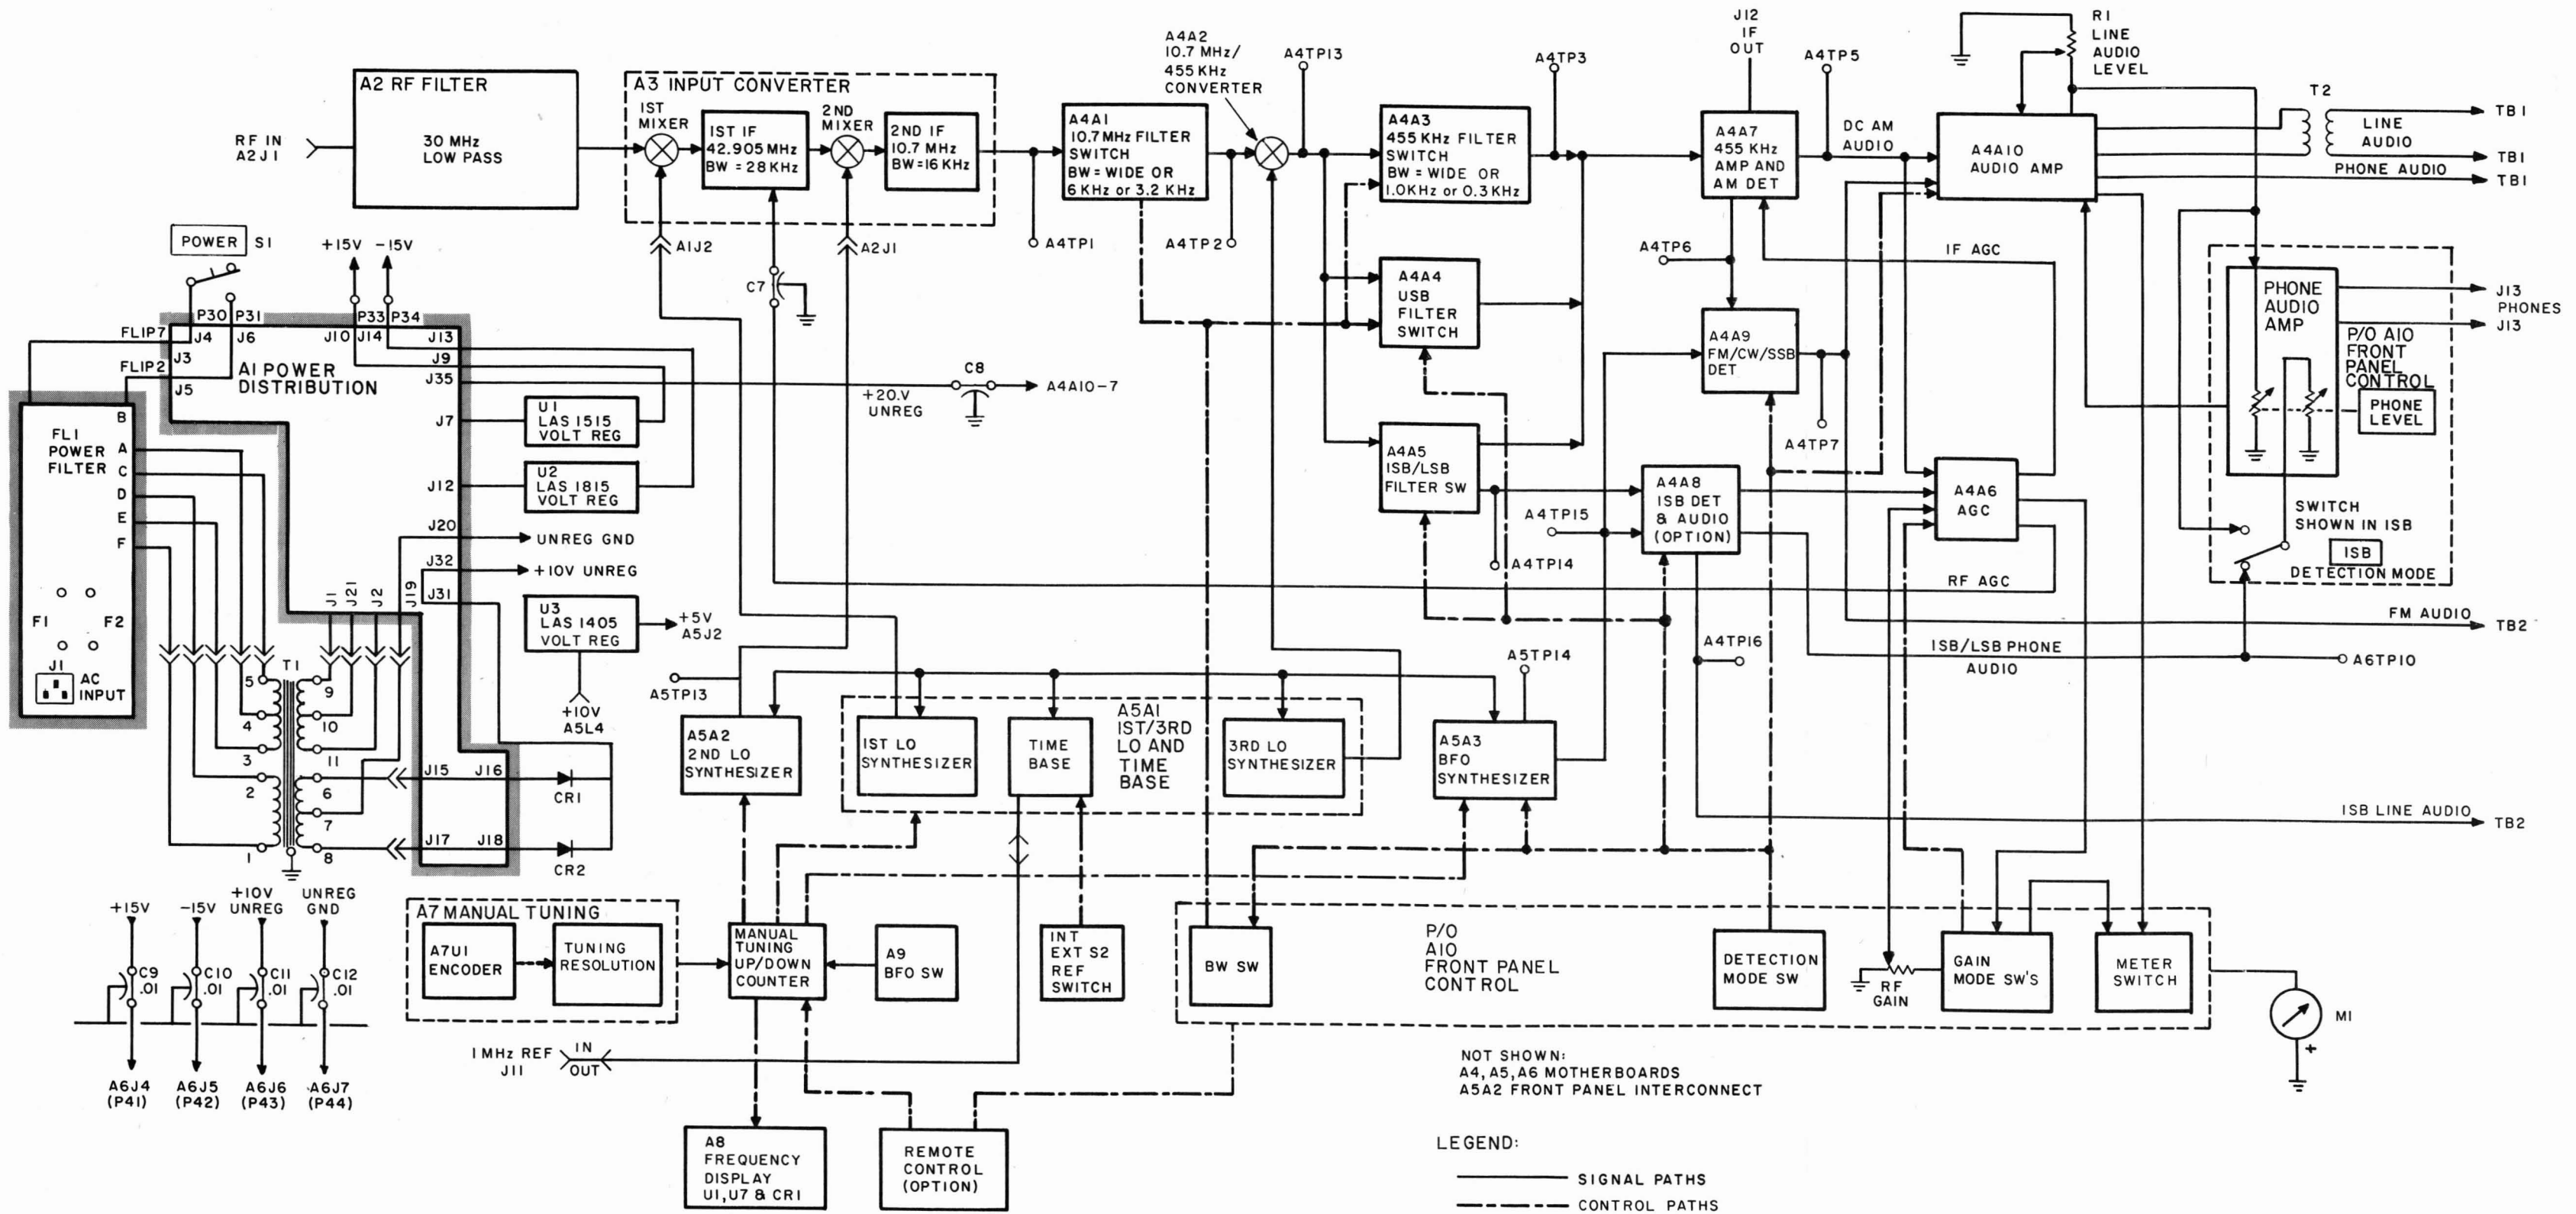 A2 RF FILTER
30 MHz
LOW PASS
RF IN
A2J1
A3 INPUT CONVERTER
1ST
MIXER
1ST IF
42.905 MHz
BW = 28 KHz
2ND
MIXER
2ND IF
10.7 MHz
BW=16 KHz
A1J2
A2J1
C7
A4TP1
A4A1
10.7MHz FILTER
SWITCH
BW = WIDE OR
6 KHz or 3.2 KHz
A4TP2
A4A2
10.7 MHz/
455 KHz
CONVERTER
A4TP13
A4A3
455 KHz FILTER
SWITCH
BW = WIDE OR
1.0KHz or 0.3 KHz
A4TP3
A4A4
USB
FILTER
SWITCH
A4A5
ISB/LSB
FILTER SW
A4TP14
J12
IF
OUT
A4A7
455 KHz
AMP AND
AM DET
A4TP5
DC AM
AUDIO
A4TP6
A4A9
FM/CW/SSB
DET
A4TP7
A4TP15
A4A8
ISB DET
& AUDIO
(OPTION)
A4TP16
R1
LINE
AUDIO
LEVEL
A4A10
AUDIO AMP
T2
LINE
AUDIO
TB1
TB1
PHONE AUDIO
TB1
IF AGC
A4A6
AGC
RF AGC
PHONE
AUDIO
AMP
J13
PHONES
J13
P/O A10
FRONT
PANEL
CONTROL
PHONE
LEVEL
SWITCH
SHOWN IN ISB
ISB
DETECTION MODE
FM AUDIO
TB2
ISB/LSB PHONE
AUDIO
A6TP10
ISB LINE AUDIO
TB2
POWER
S1
+15V
-15V
P30
P31
P33
P34
FL1P7
J4
J6
J10
J14
J13
J3
J9
FL1P2
J5
A1 POWER
DISTRIBUTION
J35
+20.V
UNREG
C8
A4A10-7
J7
U1
LAS 1515
VOLT REG
J12
U2
LAS 1815
VOLT REG
J20
UNREG GND
J32
+10V UNREG
J31
J1
J21
J2
J19
U3
LAS 1405
VOLT REG
+5V
A5J2
+10V
A5L4
FL1
POWER
FILTER
B
A
C
D
E
F
F1
F2
J1
AC
INPUT
T1
5
4
3
2
1
9
10
11
6
7
8
J15
J16
CR1
J17
J18
CR2
+15V
-15V
+10V
UNREG
UNREG
GND
C9
.01
C10
.01
C11
.01
C12
.01
A6J4
(P41)
A6J5
(P42)
A6J6
(P43)
A6J7
(P44)
A5TP13
A5A2
2ND LO
SYNTHESIZER
1ST LO
SYNTHESIZER
TIME
BASE
A5A1
1ST/3RD
LO AND
TIME
BASE
3RD LO
SYNTHESIZER
A5TP14
A5A3
BFO
SYNTHESIZER
A7 MANUAL TUNING
A7U1
ENCODER
TUNING
RESOLUTION
MANUAL
TUNING
UP/DOWN
COUNTER
A9
BFO SW
INT
EXT S2
REF
SWITCH
1 MHz REF
J11
IN
OUT
A8
FREQUENCY
DISPLAY
U1, U7 & CR1
REMOTE
CONTROL
(OPTION)
BW SW
P/O
A10
FRONT PANEL
CONTROL
DETECTION
MODE SW
RF
GAIN
GAIN
MODE SW'S
METER
SWITCH
M1
+
NOT SHOWN:
A4, A5, A6 MOTHERBOARDS
A5A2 FRONT PANEL INTERCONNECT
LEGEND:
SIGNAL PATHS
CONTROL PATHS